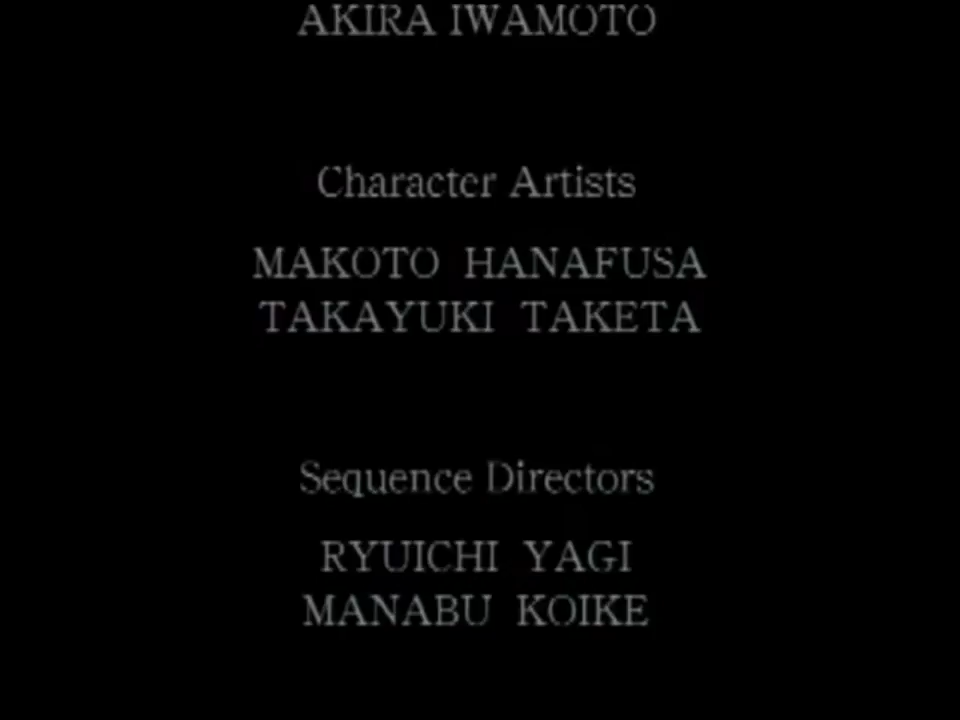 AKIRA IWAMOTO
Character Artists
MAKOTO HANAFUSA
TAKAYUKI TAKETA
Sequence Directors
RYUICHI YAGI
MANABU KOIKE